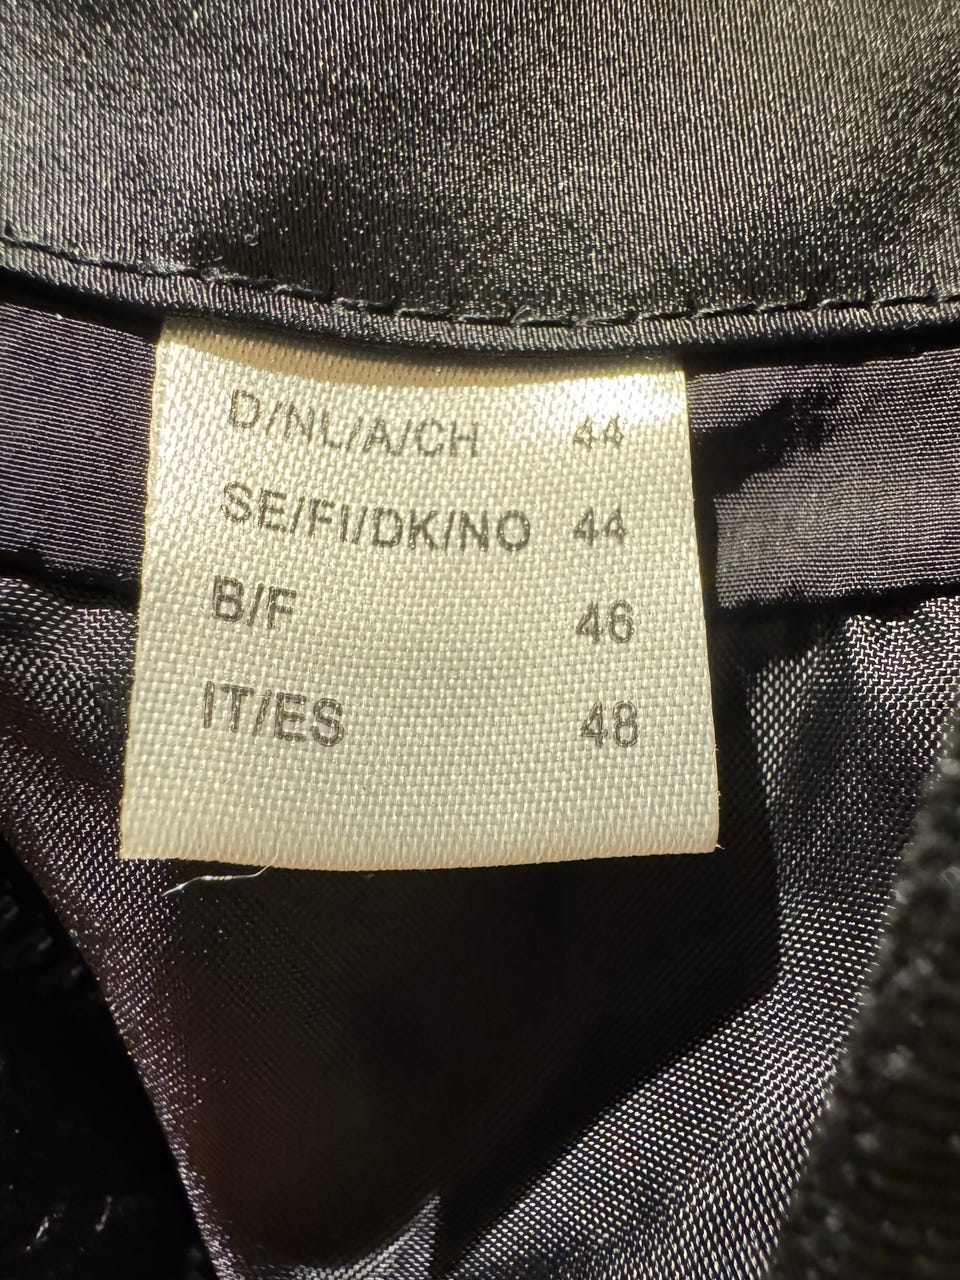 D/NL/A/CH 44
SE/FI/DK/NO 44
B/F 46
IT/ES 48